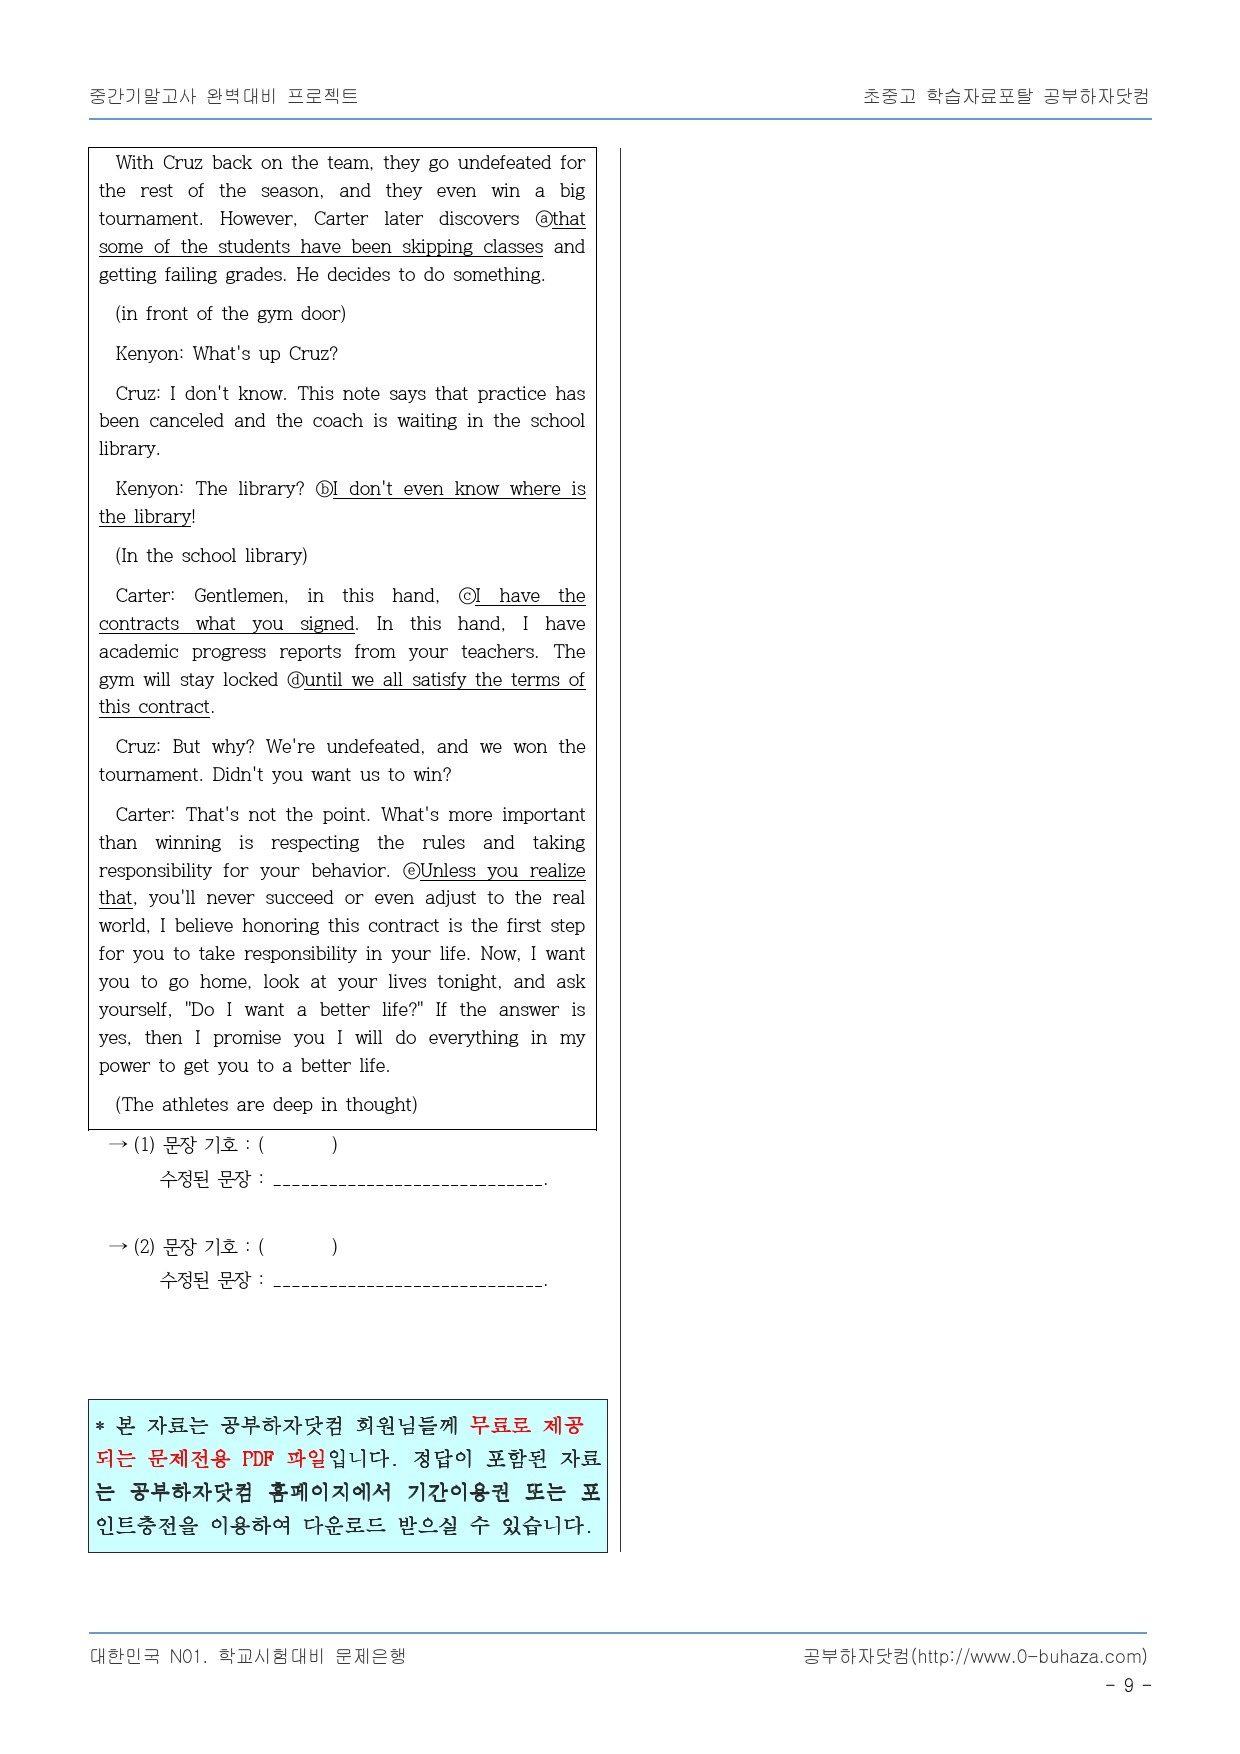 중간기말고사 완벽대비 프로젝트
초중고 학습자료포탈 공부하자닷컴
With Cruz back on the team, they go undefeated for
the rest of the season, and they even win a big
tournament. However, Carter later discovers ⓐthat
some of the students have been skipping classes and
getting failing grades. He decides to do something.
(in front of the gym door)
Kenyon: What's up Cruz?
Cruz: I don't know. This note says that practice has
been canceled and the coach is waiting in the school
library.
Kenyon: The library? ⓑI don't even know where is
the library!
(In the school library)
Carter: Gentlemen, in this hand, ⓒI have the
contracts what you signed. In this hand, I have
academic progress reports from your teachers. The
gym will stay locked ⓓuntil we all satisfy the terms of
this contract.
Cruz: But why? We're undefeated, and we won the
tournament. Didn't you want us to win?
Carter: That's not the point. What's more important
than winning is respecting the rules and taking
responsibility for your behavior. ⓔUnless you realize
that, you'll never succeed or even adjust to the real
world, I believe honoring this contract is the first step
for you to take responsibility in your life. Now, I want
you to go home, look at your lives tonight, and ask
yourself, "Do I want a better life?" If the answer is
yes, then I promise you I will do everything in my
power to get you to a better life.
(The athletes are deep in thought)
→ (1) 문장 기호 : (       )
수정된 문장 : _____________________________.
→ (2) 문장 기호 : (       )
수정된 문장 : _____________________________.
* 본 자료는 공부하자닷컴 회원님들께 무료로 제공
되는 문제전용 PDF 파일입니다. 정답이 포함된 자료
는 공부하자닷컴 홈페이지에서 기간이용권 또는 포
인트충전을 이용하여 다운로드 받으실 수 있습니다.
대한민국 N01. 학교시험대비 문제은행
공부하자닷컴(http://www.0-buhaza.com)
- 9 -